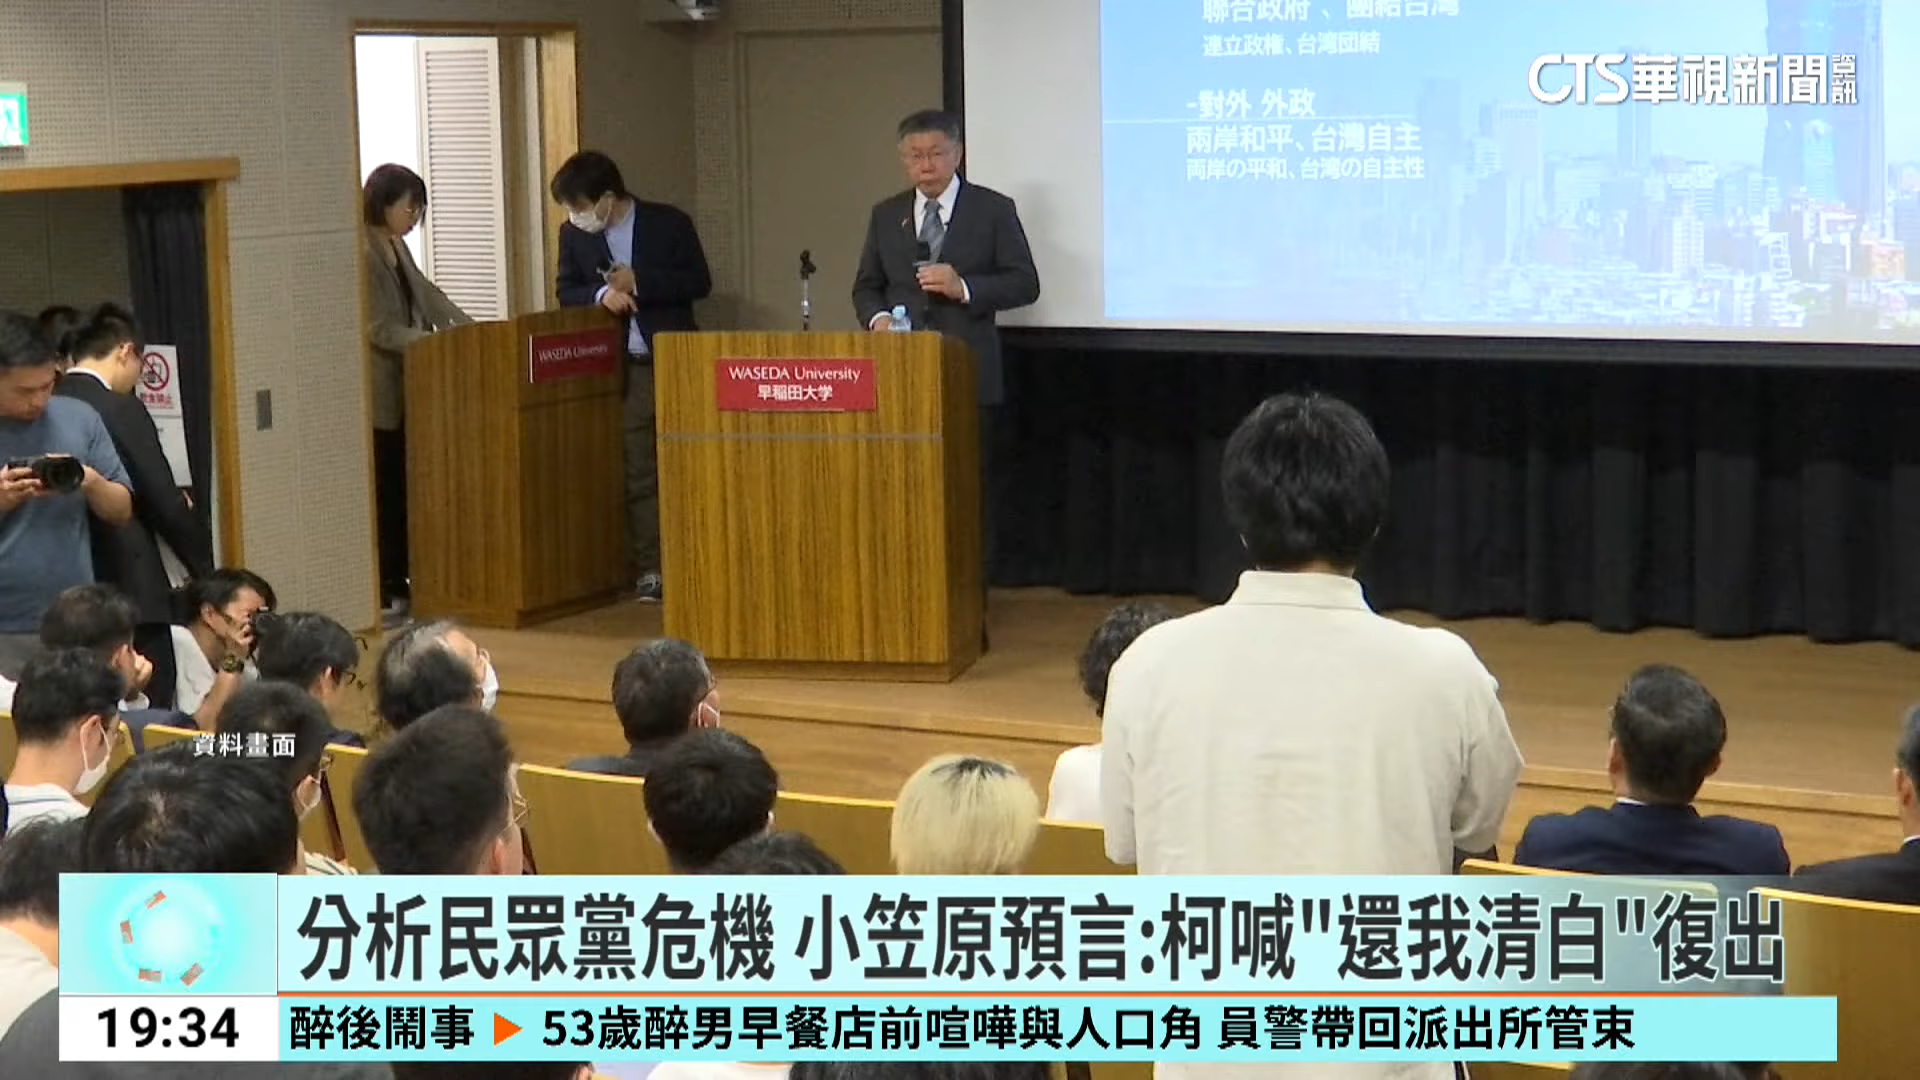 聯合政府、團結台灣
連立政権、台湾団結
-對外 外政
兩岸和平、台灣自主
両岸の平和、台湾の自主性
CTS華視新聞資訊
WASEDA University
WASEDA University
早稲田大学
資料畫面
分析民眾黨危機 小笠原預言:柯喊"還我清白"復出
19:34
醉後鬧事 ▶ 53歲醉男早餐店前喧嘩與人口角 員警帶回派出所管束